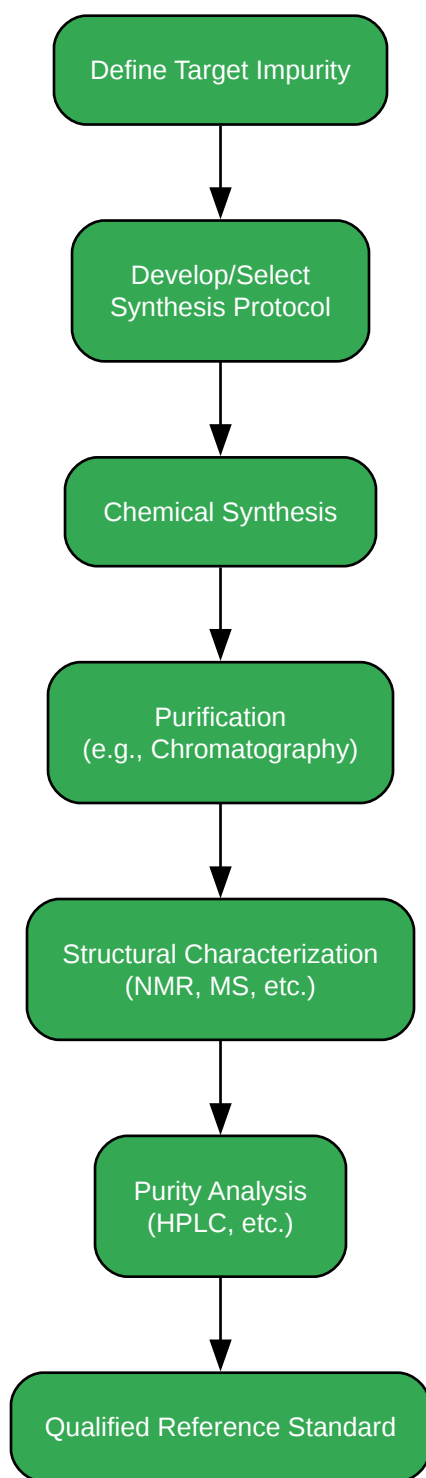 Define Target Impurity
Develop/Select
Synthesis Protocol
Chemical Synthesis
Purification
(e.g., Chromatography)
Structural Characterization
(NMR, MS, etc.)
Purity Analysis
(HPLC, etc.)
Qualified Reference Standard